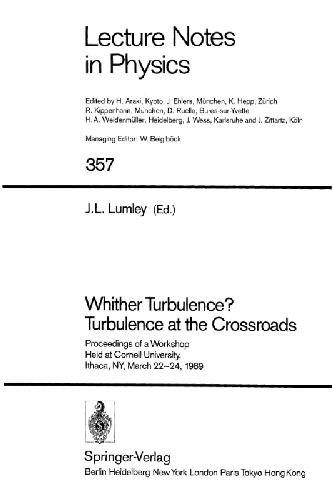 Lecture Notes
in Physics
Edited by H. Araki, Kyoto, J. Ehlers, München, K. Hepp, Zürich
R. Kippenhahn, München, D. Ruelle, Bures-sur-Yvette
H. A. Weidenmüller, Heidelberg, J. Wess, Karlsruhe and J. Zittartz, Köln
Managing Editor: W. Beiglböck
357
J.L. Lumley (Ed.)
Whither Turbulence?
Turbulence at the Crossroads
Proceedings of a Workshop
Held at Cornell University,
Ithaca, NY, March 22–24, 1989
Springer-Verlag
Berlin Heidelberg New York London Paris Tokyo Hong Kong